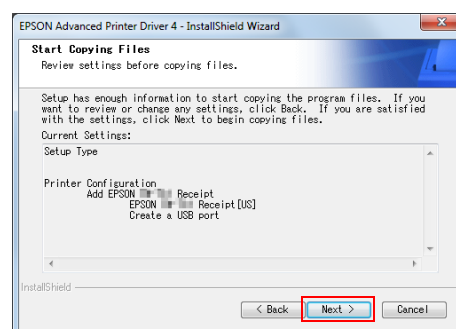 EPSON Advanced Printer Driver 4 - InstallShield Wizard
Start Copying Files
Review settings before copying files.
Setup has enough information to start copying the program files. If you
want to review or change any settings, click Back. If you are satisfied
with the settings, click Next to begin copying files.
Current Settings:
Setup Type
Printer Configuration
Add EPSON Receipt
EPSON Receipt[US]
Create a USB port
InstallShield
< Back
Next >
Cancel